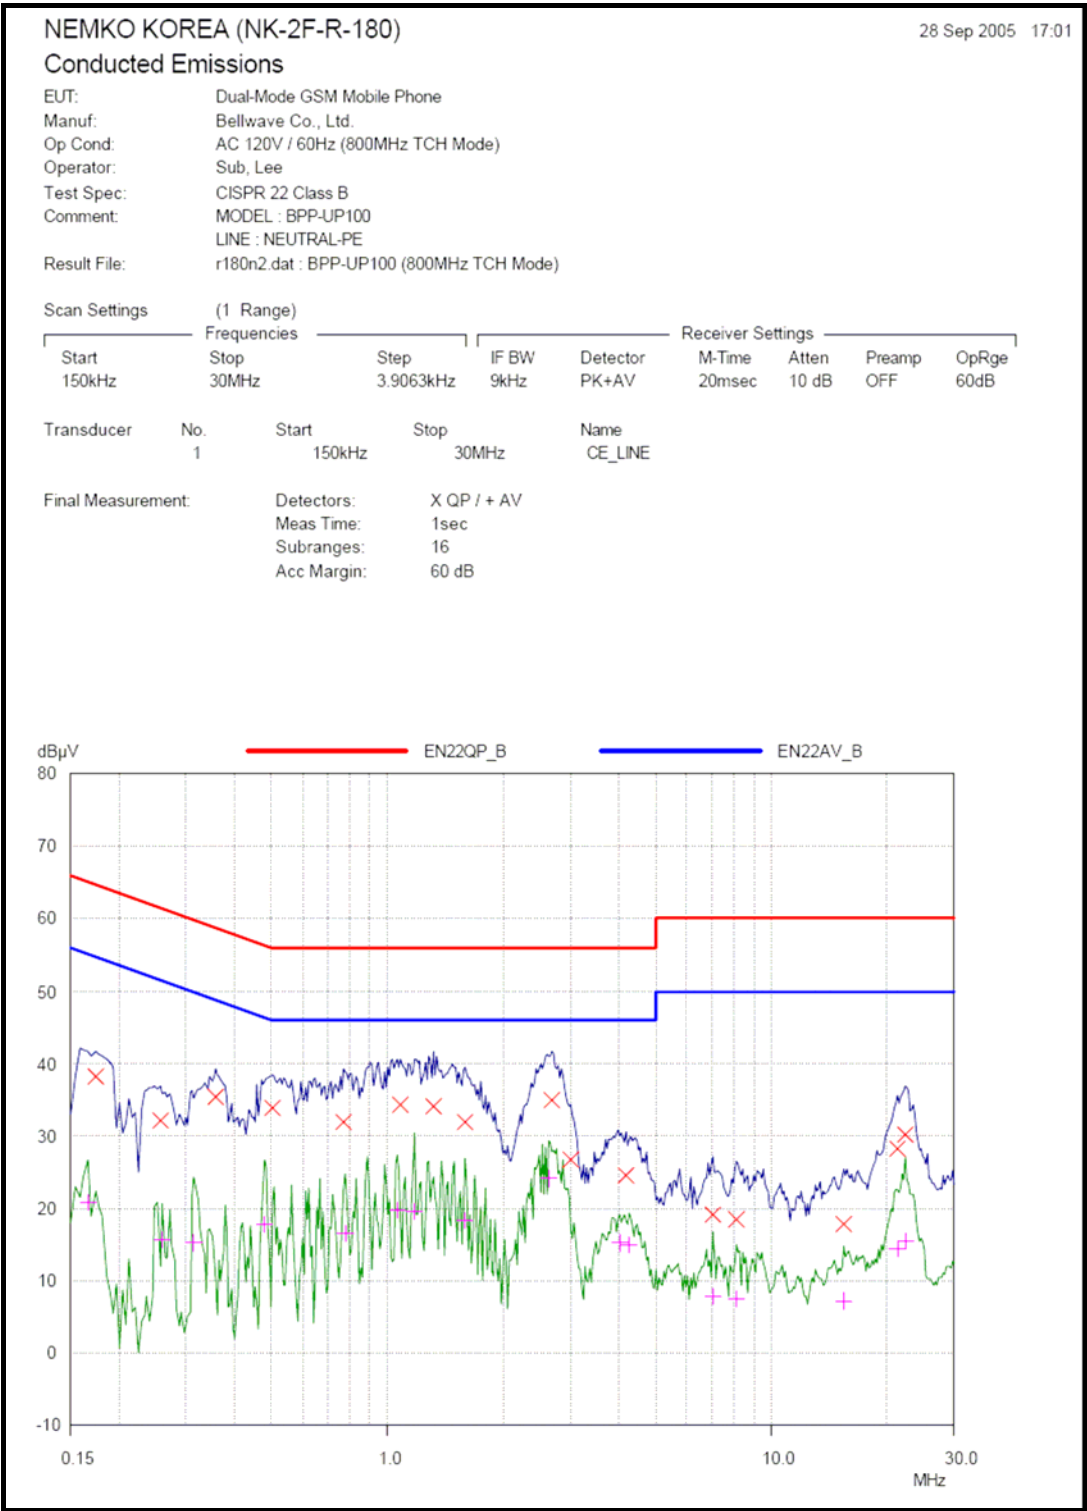 NEMKO KOREA (NK-2F-R-180) 28 Sep 2005 17:01
Conducted Emissions
EUT: Dual-Mode GSM Mobile Phone
Manuf: Bellwave Co., Ltd.
Op Cond: AC 120V / 60Hz (800MHz TCH Mode)
Operator: Sub, Lee
Test Spec: CISPR 22 Class B
Comment: MODEL : BPP-UP100
LINE : NEUTRAL-PE
Result File: r180n2.dat : BPP-UP100 (800MHz TCH Mode)
Scan Settings (1 Range)
Frequencies Receiver Settings
Start Stop Step IF BW Detector M-Time Atten Preamp OpRge
150kHz 30MHz 3.9063kHz 9kHz PK+AV 20msec 10 dB OFF 60dB
Transducer No. Start Stop Name
1 150kHz 30MHz CE_LINE
Final Measurement: Detectors: X QP / + AV
Meas Time: 1sec
Subranges: 16
Acc Margin: 60 dB
dBµV EN22QP_B EN22AV_B
80
70
60
50
40
30
20
10
0
-10
0.15 1.0 10.0 30.0
MHz